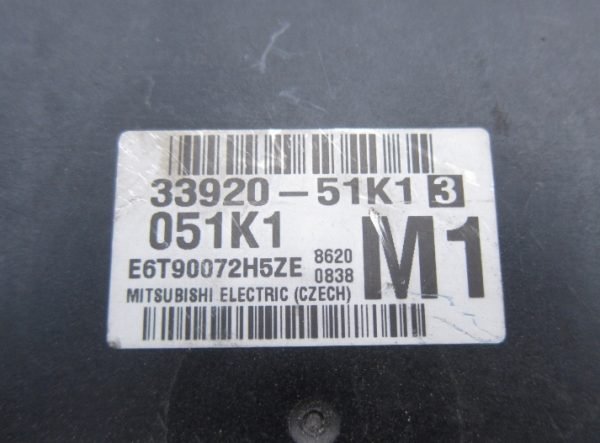 33920-51K1 3
051K1
E6T90072H5ZE 8620 0838 M1
MITSUBISHI ELECTRIC (CZECH)